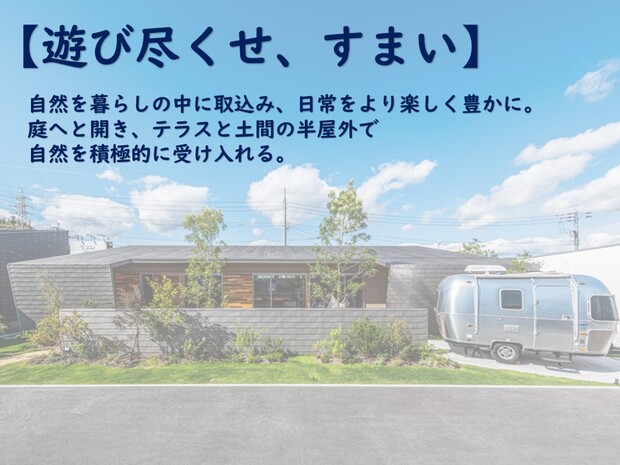 【遊び尽くせ、すまい】
自然を暮らしの中に取込み、日常をより楽しく豊かに。
庭へと開き、テラスと土間の半屋外で
自然を積極的に受け入れる。